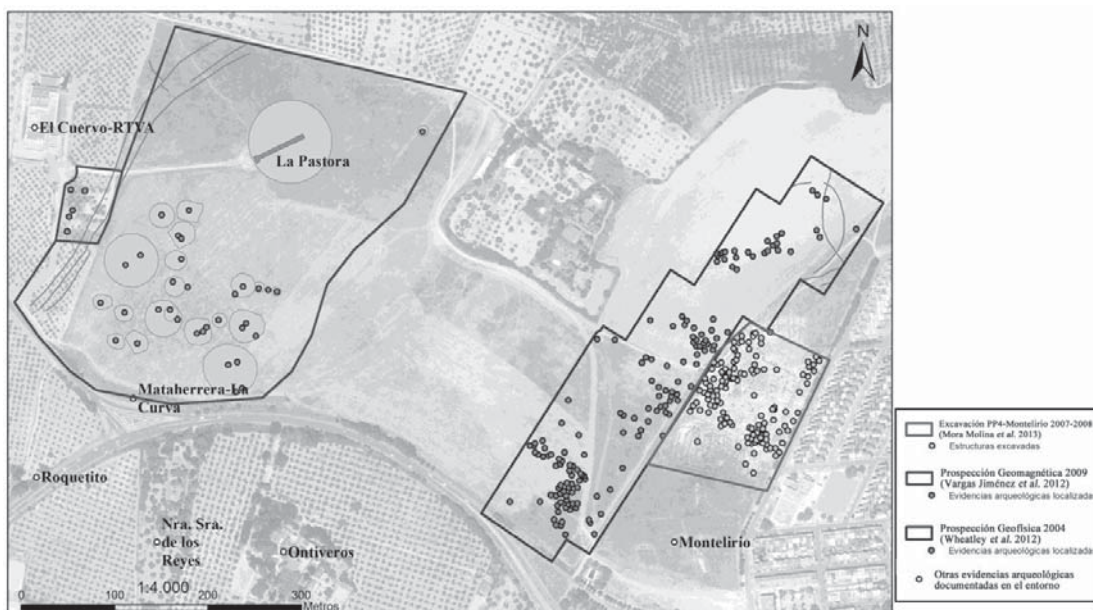 N
El Cuervo-RTVA
La Pastora
Mataherrera-La
Curva
Roquetito
Nra. Sra.
de los
Reyes
Ontiveros
Montelirio
1:4.000
0 100 200 300
Metros
Excavación PP4-Montelirio 2007-2008
(Mora Molina et al. 2013)
Estructuras excavadas
Prospección Geomagnética 2009
(Vargas Jiménez et al. 2012)
Evidencias arqueológicas localizadas
Prospección Geofísica 2004
(Wheatley et al. 2012)
Evidencias arqueológicas localizadas
Otras evidencias arqueológicas
documentadas en el entorno